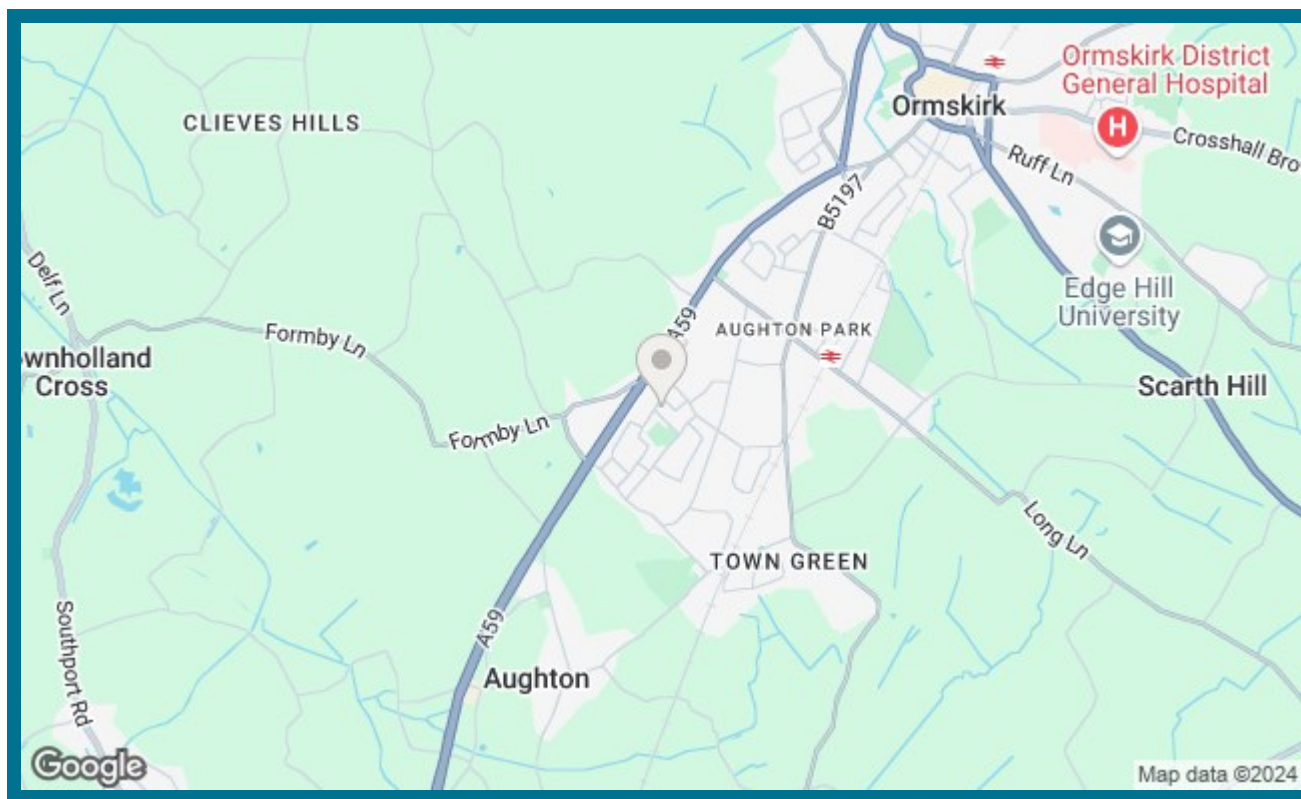 Ormskirk District
General Hospital
Ormskirk
CLIEVES HILLS
H
Crosshall Bro
Ruff Ln
B5197
Delf Ln
Edge Hill
University
Formby Ln
A59
AUGHTON PARK
ownholland
Cross
Scarth Hill
Formby Ln
Long Ln
TOWN GREEN
Southport Rd
A59
Aughton
Google
Map data ©2024